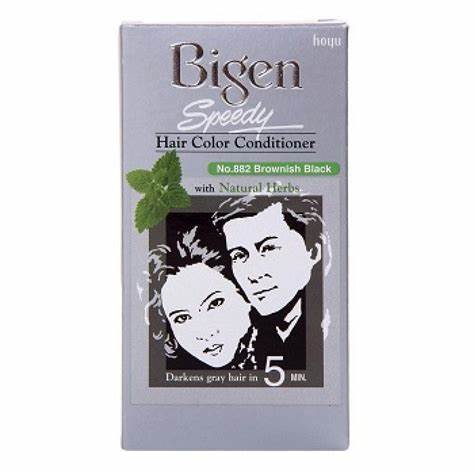 hoyu
Bigen
Speedy
Hair Color Conditioner
No.882 Brownish Black
with Natural Herbs
Darkens gray hair in 5 MIN.